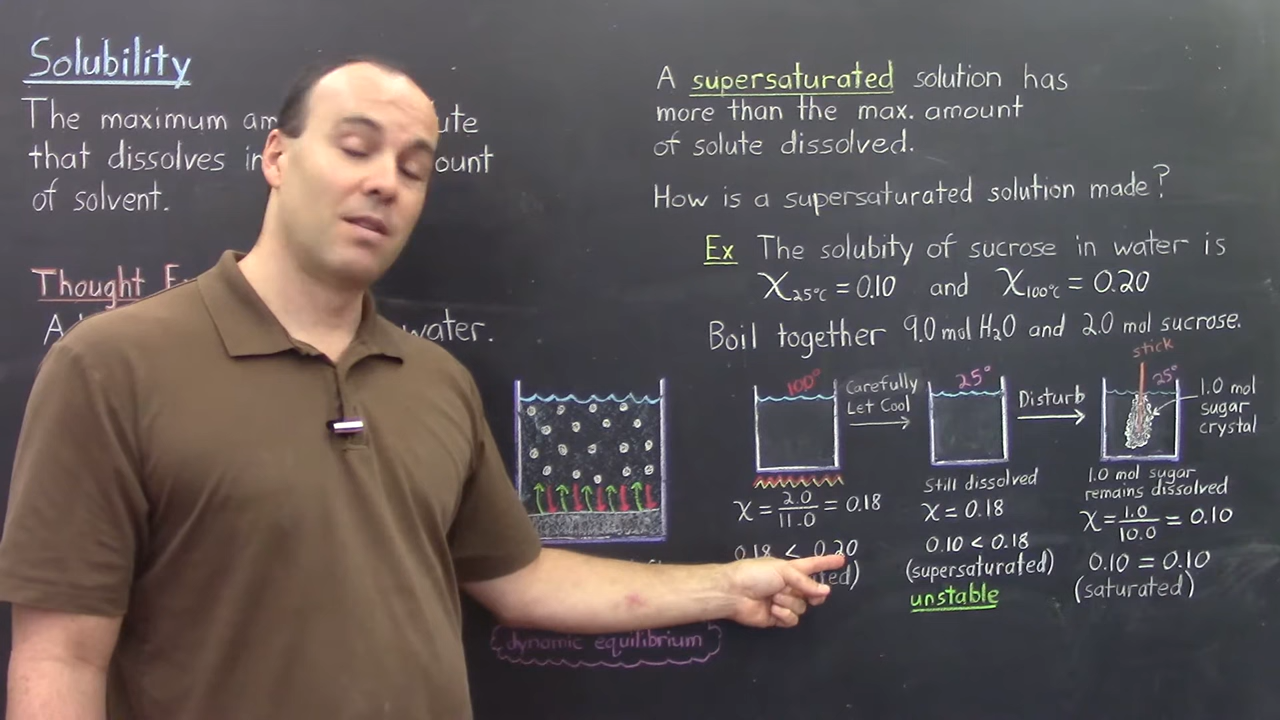 Solubility
The maximum
that dissolves
of solvent.
Thought
water.
dynamic equilibrium
A supersaturated solution has
more than the max. amount
of solute dissolved.
How is a supersaturated solution made?
Ex The solubity of sucrose in water is
X25°C = 0.10 and X100°C = 0.20
Boil together 9.0 mol H2O and 2.0 mol sucrose.
100°
Carefully
Let Cool
25°
Disturb
stick
25°
1.0 mol
sugar
crystal
χ = 2.0/11.0 = 0.18
0.18 < 0.20
Still dissolved
χ = 0.18
0.10 < 0.18
(supersaturated)
unstable
1.0 mol sugar
remains dissolved
χ = 1.0/10.0 = 0.10
0.10 = 0.10
(saturated)